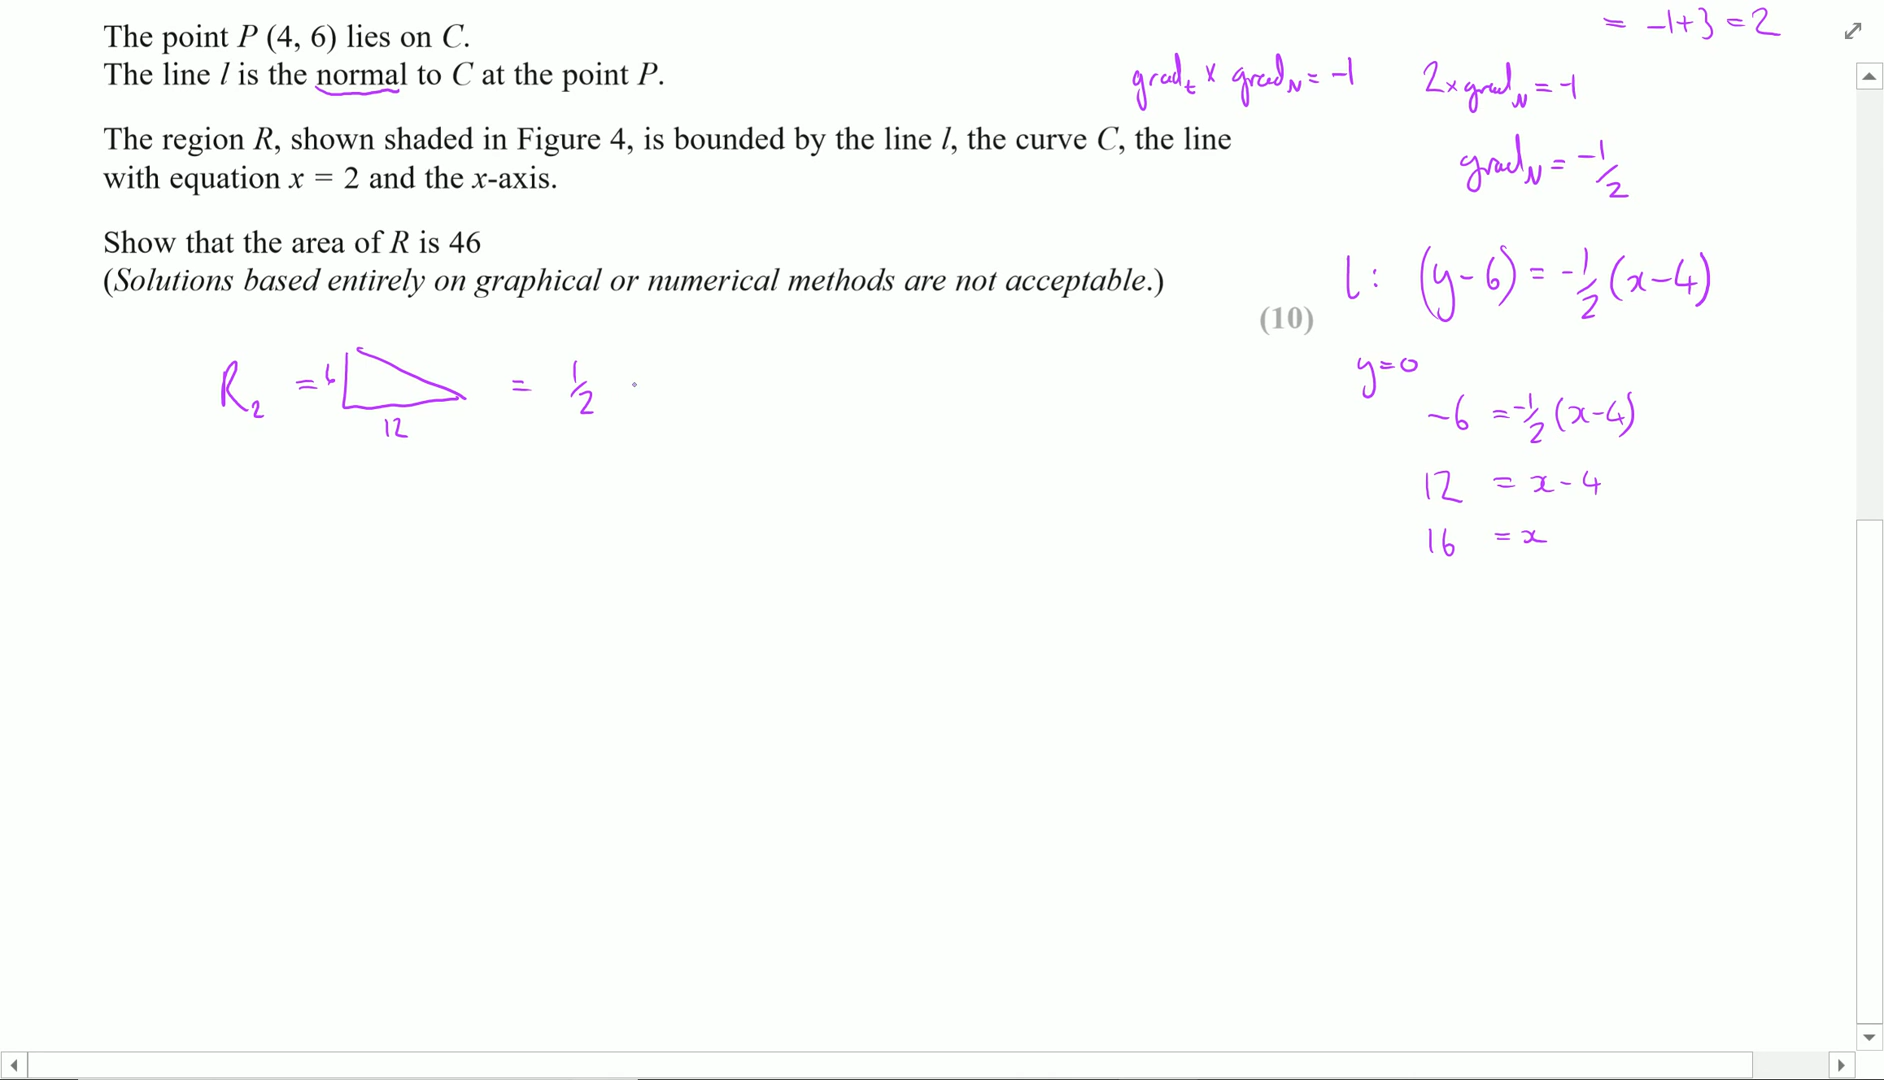 The point P (4, 6) lies on C.
The line l is the normal to C at the point P.
The region R, shown shaded in Figure 4, is bounded by the line l, the curve C, the line
with equation x = 2 and the x-axis.
Show that the area of R is 46
(Solutions based entirely on graphical or numerical methods are not acceptable.)
(10)
R₂ = 6 12 = 1/2
= -1+3 = 2
grad_t × grad_N = -1 2×grad_N = -1
grad_N = -1/2
l: (y-6) = -1/2 (x-4)
y=0
-6 = -1/2 (x-4)
12 = x-4
16 = x